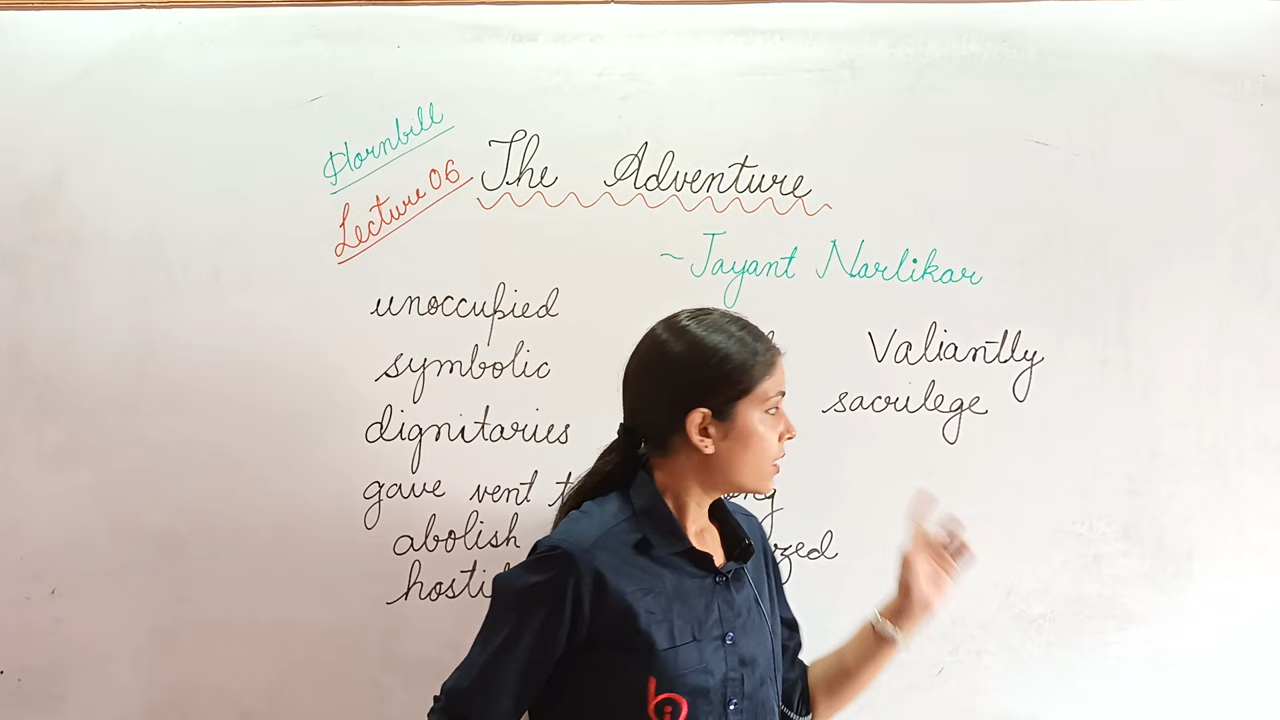 Hornbill
Lecture 06
The Adventure
~ Jayant Narlikar
unoccupied
symbolic
dignitaries
gave vent
abolish
Valiantly
sacrilege